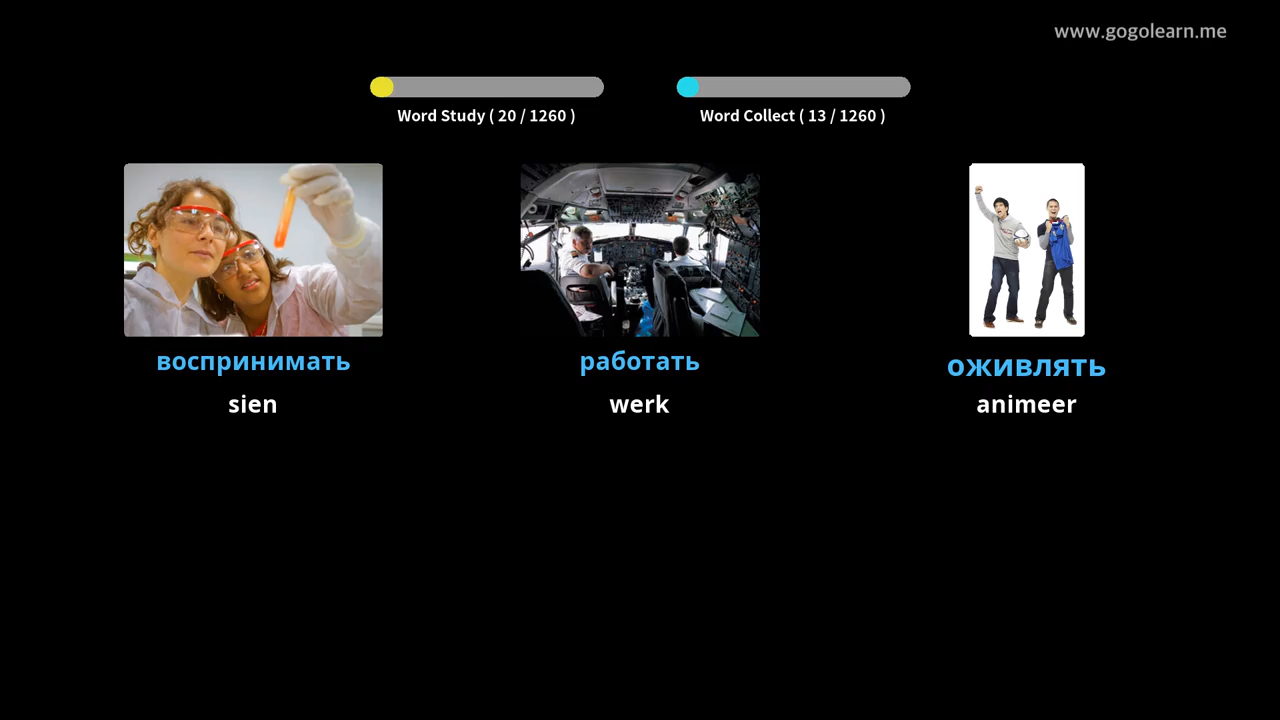 www.gogolearn.me
Word Study ( 20 / 1260 )
Word Collect ( 13 / 1260 )
воспринимать
работать
оживлять
sien
werk
animeer